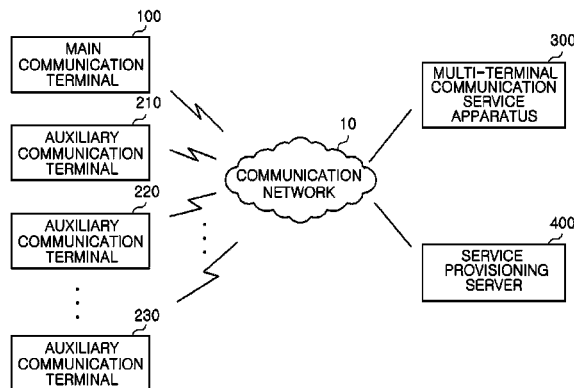 100
MAIN
COMMUNICATION
TERMINAL
210
AUXILIARY
COMMUNICATION
TERMINAL
220
AUXILIARY
COMMUNICATION
TERMINAL
230
AUXILIARY
COMMUNICATION
TERMINAL
10
COMMUNICATION
NETWORK
300
MULTI-TERMINAL
COMMUNICATION
SERVICE
APPARATUS
400
SERVICE
PROVISIONING
SERVER